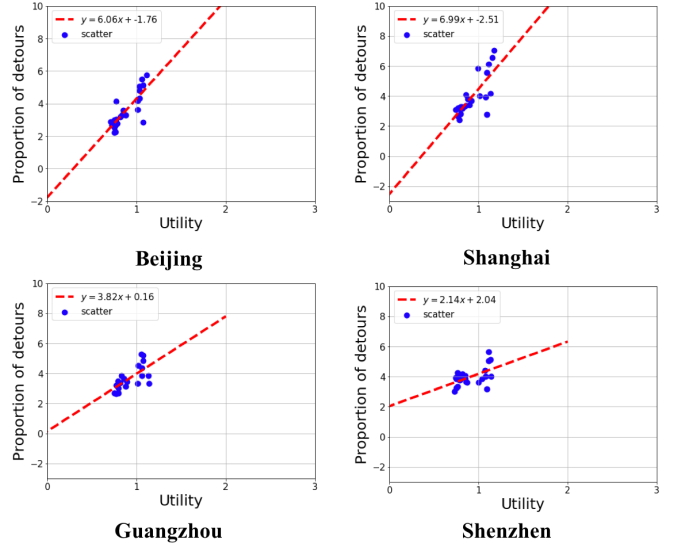 10
8
6
4
2
0
−2
Proportion of detours
y = 6.06x + -1.76
scatter
0 1 2 3
Utility
Beijing
10
8
6
4
2
0
−2
Proportion of detours
y = 6.99x + -2.51
scatter
0 1 2 3
Utility
Shanghai
10
8
6
4
2
0
−2
Proportion of detours
y = 3.82x + 0.16
scatter
0 1 2 3
Utility
Guangzhou
10
8
6
4
2
0
−2
Proportion of detours
y = 2.14x + 2.04
scatter
0 1 2 3
Utility
Shenzhen